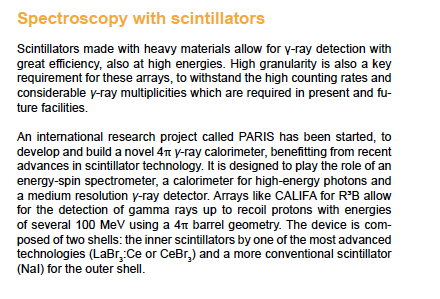 Spectroscopy with scintillators
Scintillators made with heavy materials allow for γ-ray detection with
great efficiency, also at high energies. High granularity is also a key
requirement for these arrays, to withstand the high counting rates and
considerable γ-ray multiplicities which are required in present and fu-
ture facilities.
An international research project called PARIS has been started, to
develop and build a novel 4π γ-ray calorimeter, benefitting from recent
advances in scintillator technology. It is designed to play the role of an
energy-spin spectrometer, a calorimeter for high-energy photons and
a medium resolution γ-ray detector. Arrays like CALIFA for R³B allow
for the detection of gamma rays up to recoil protons with energies
of several 100 MeV using a 4π barrel geometry. The device is com-
posed of two shells: the inner scintillators by one of the most advanced
technologies (LaBr₃:Ce or CeBr₃) and a more conventional scintillator
(NaI) for the outer shell.